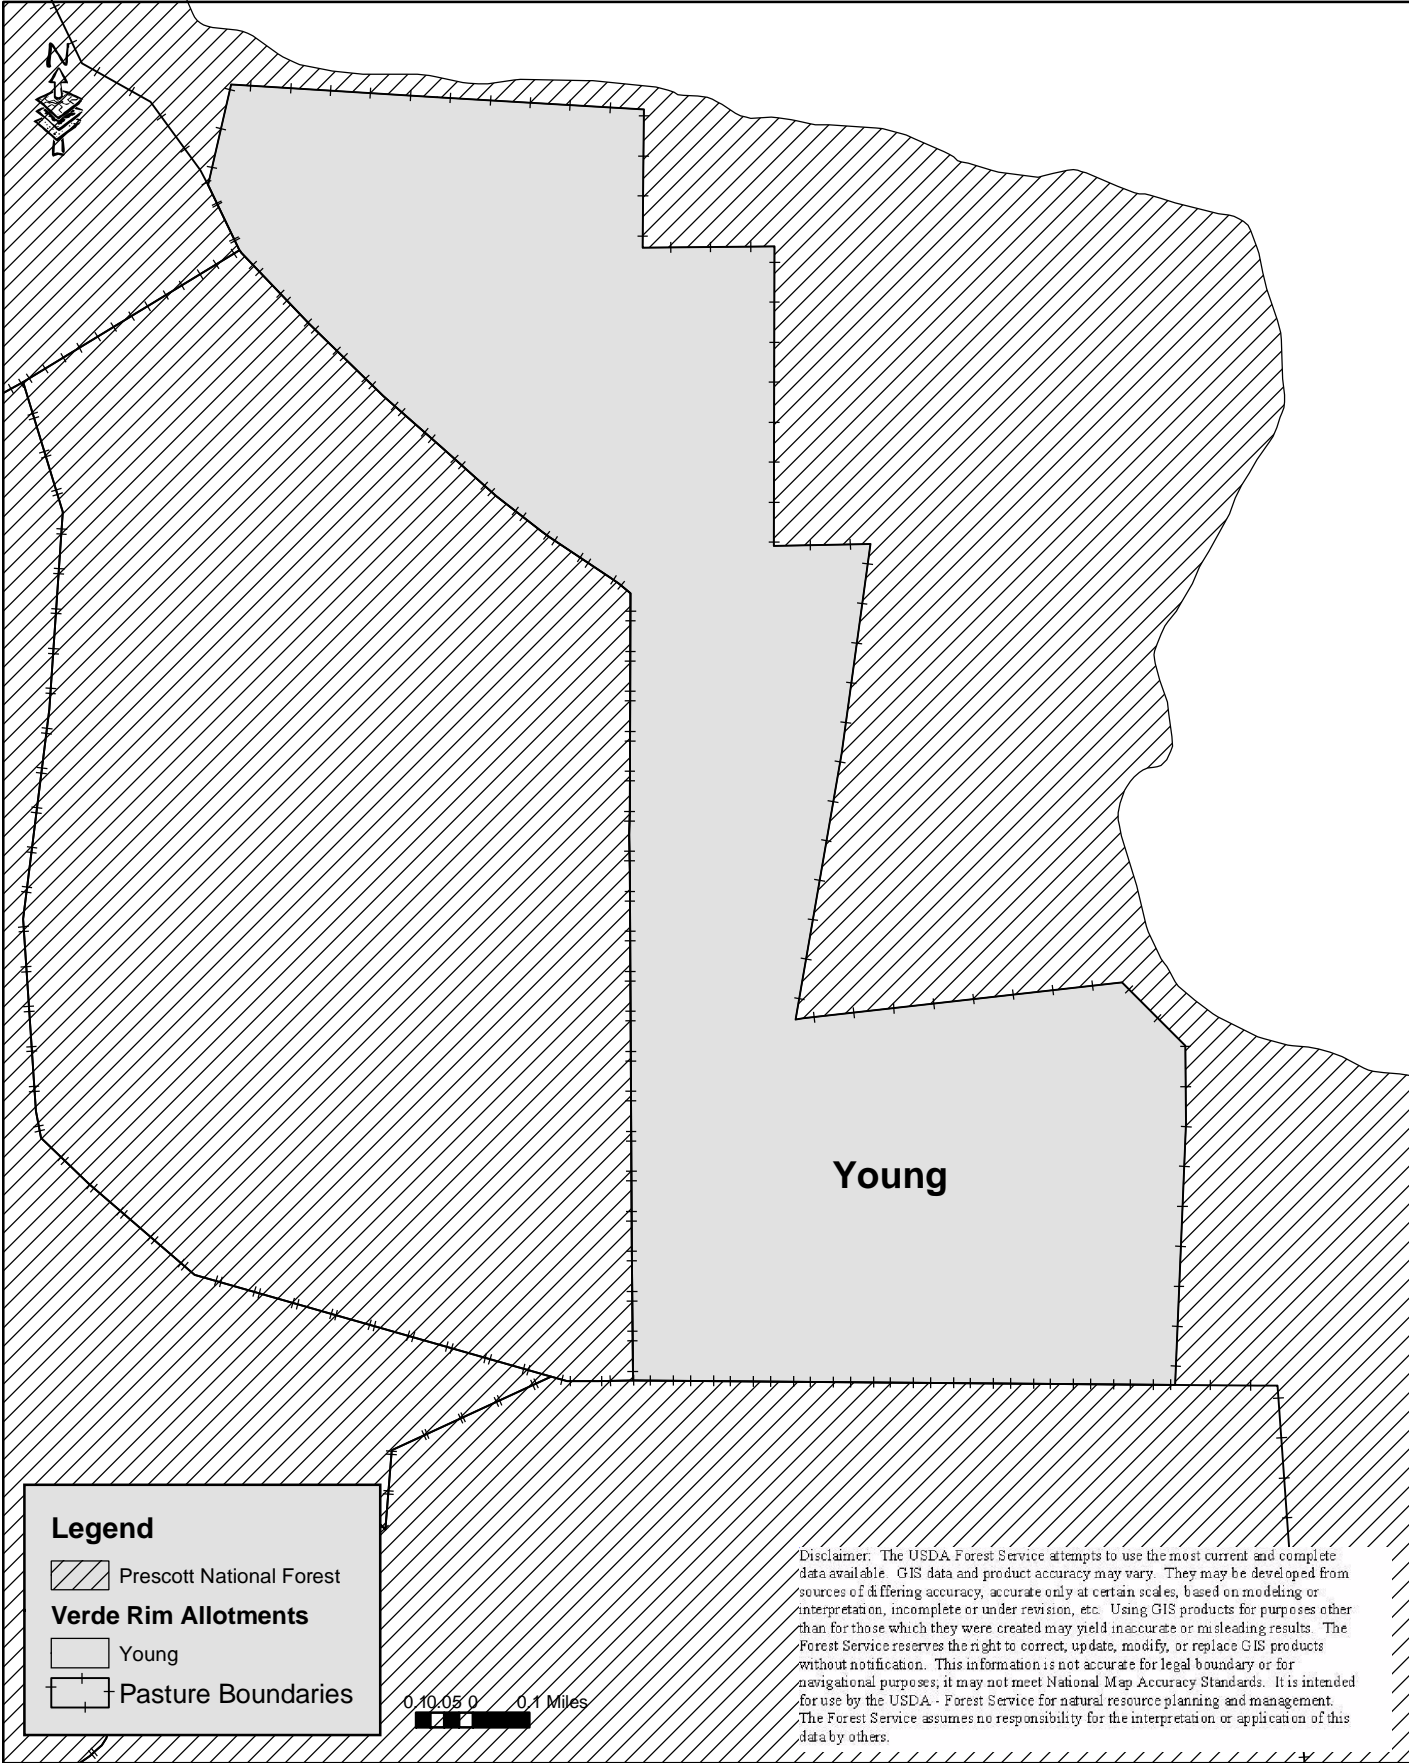 N
Young
Legend
Prescott National Forest
Verde Rim Allotments
Young
Pasture Boundaries
0.1 0.05 0 0.1 Miles
Disclaimer: The USDA Forest Service attempts to use the most current and complete
data available. GIS data and product accuracy may vary. They may be developed from
sources of differing accuracy, accurate only at certain scales, based on modeling or
interpretation, incomplete or under revision, etc. Using GIS products for purposes other
than for those which they were created may yield inaccurate or misleading results. The
Forest Service reserves the right to correct, update, modify, or replace GIS products
without notification. This information is not accurate for legal boundary or for
navigational purposes; it may not meet National Map Accuracy Standards. It is intended
for use by the USDA - Forest Service for natural resource planning and management.
The Forest Service assumes no responsibility for the interpretation or application of this
data by others.